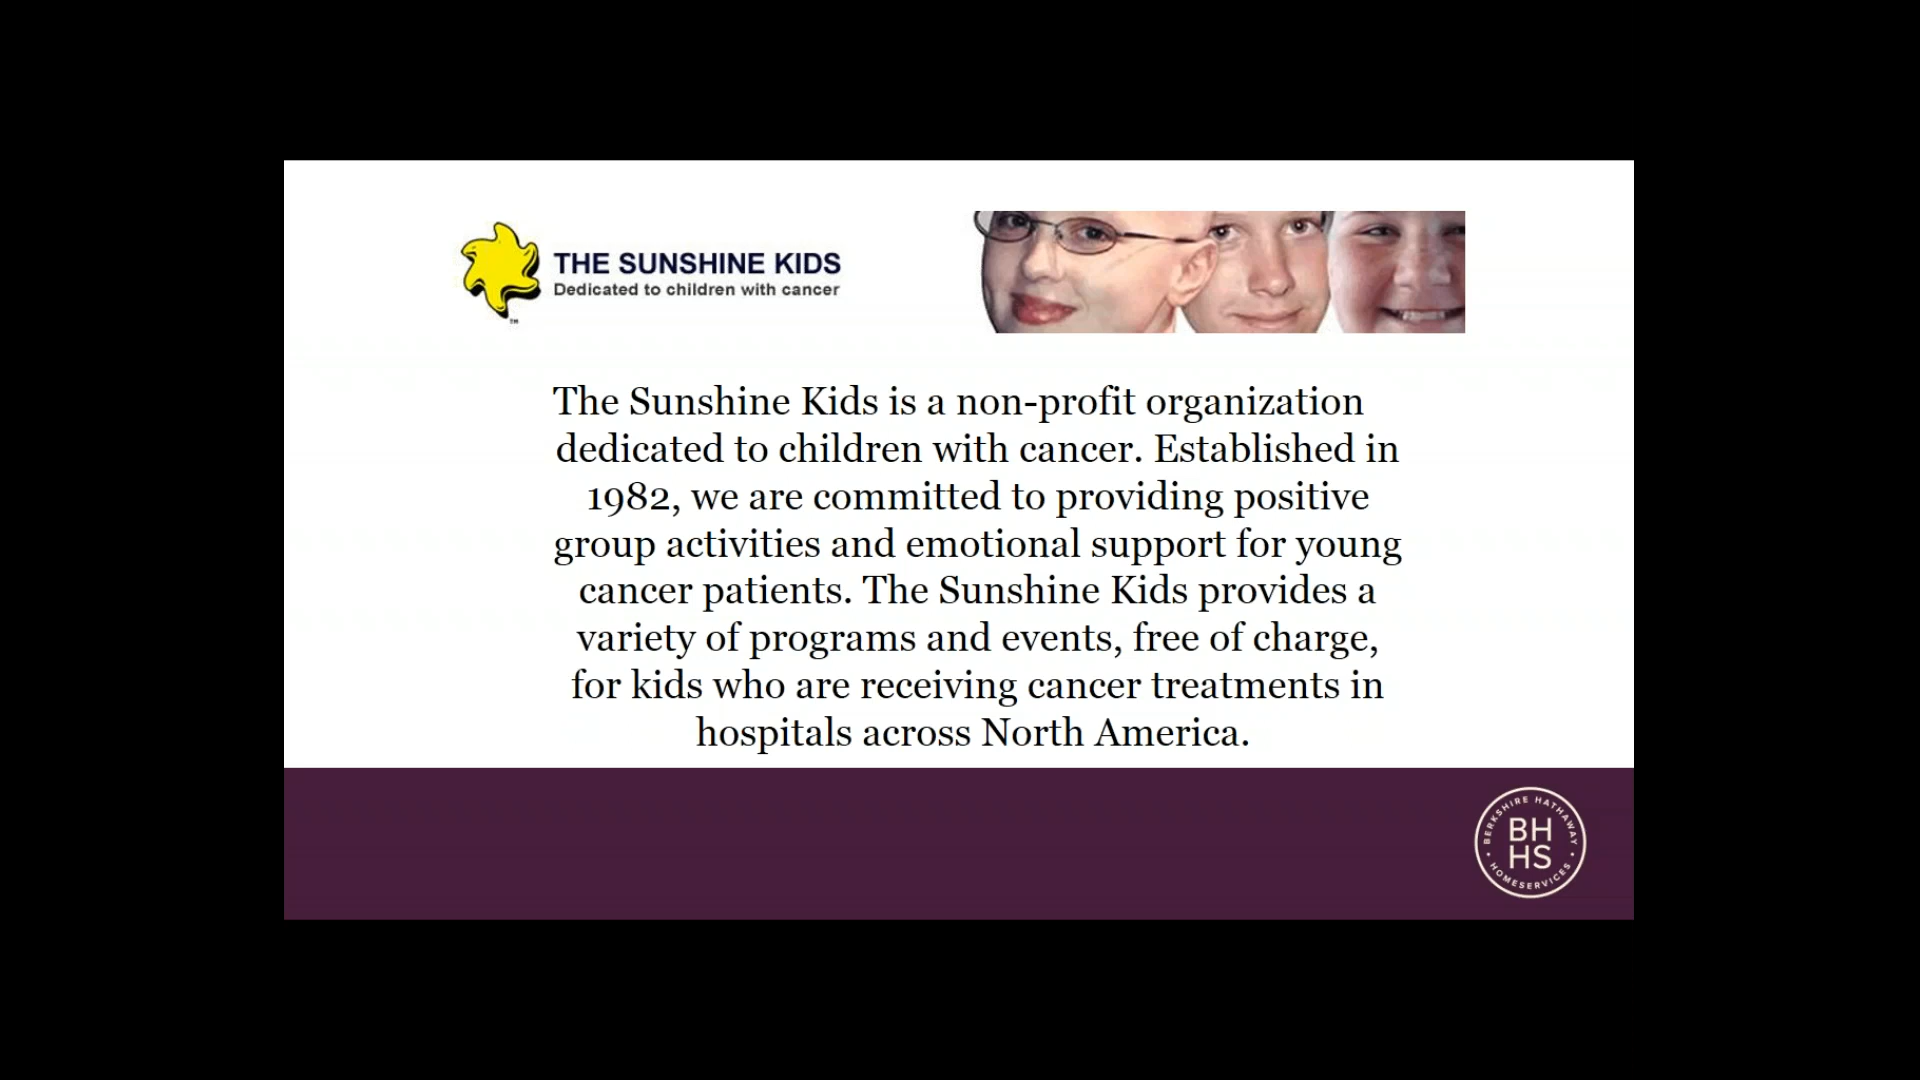 THE SUNSHINE KIDS
Dedicated to children with cancer
TM
The Sunshine Kids is a non-profit organization
dedicated to children with cancer. Established in
1982, we are committed to providing positive
group activities and emotional support for young
cancer patients. The Sunshine Kids provides a
variety of programs and events, free of charge,
for kids who are receiving cancer treatments in
hospitals across North America.
BERKSHIRE HATHAWAY
BH
HS
HOMESERVICES